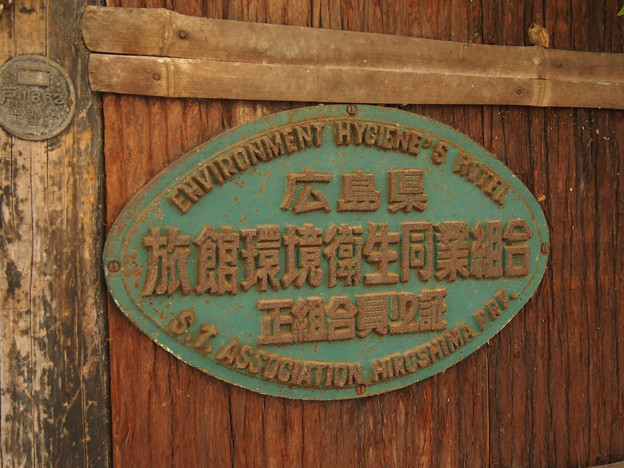 ENVIRONMENT HYGIENE'S HOTEL
広島県
旅館環境衛生同業組合
正組合員之証
S.T. ASSOCIATION HIROSHIMA PRF.